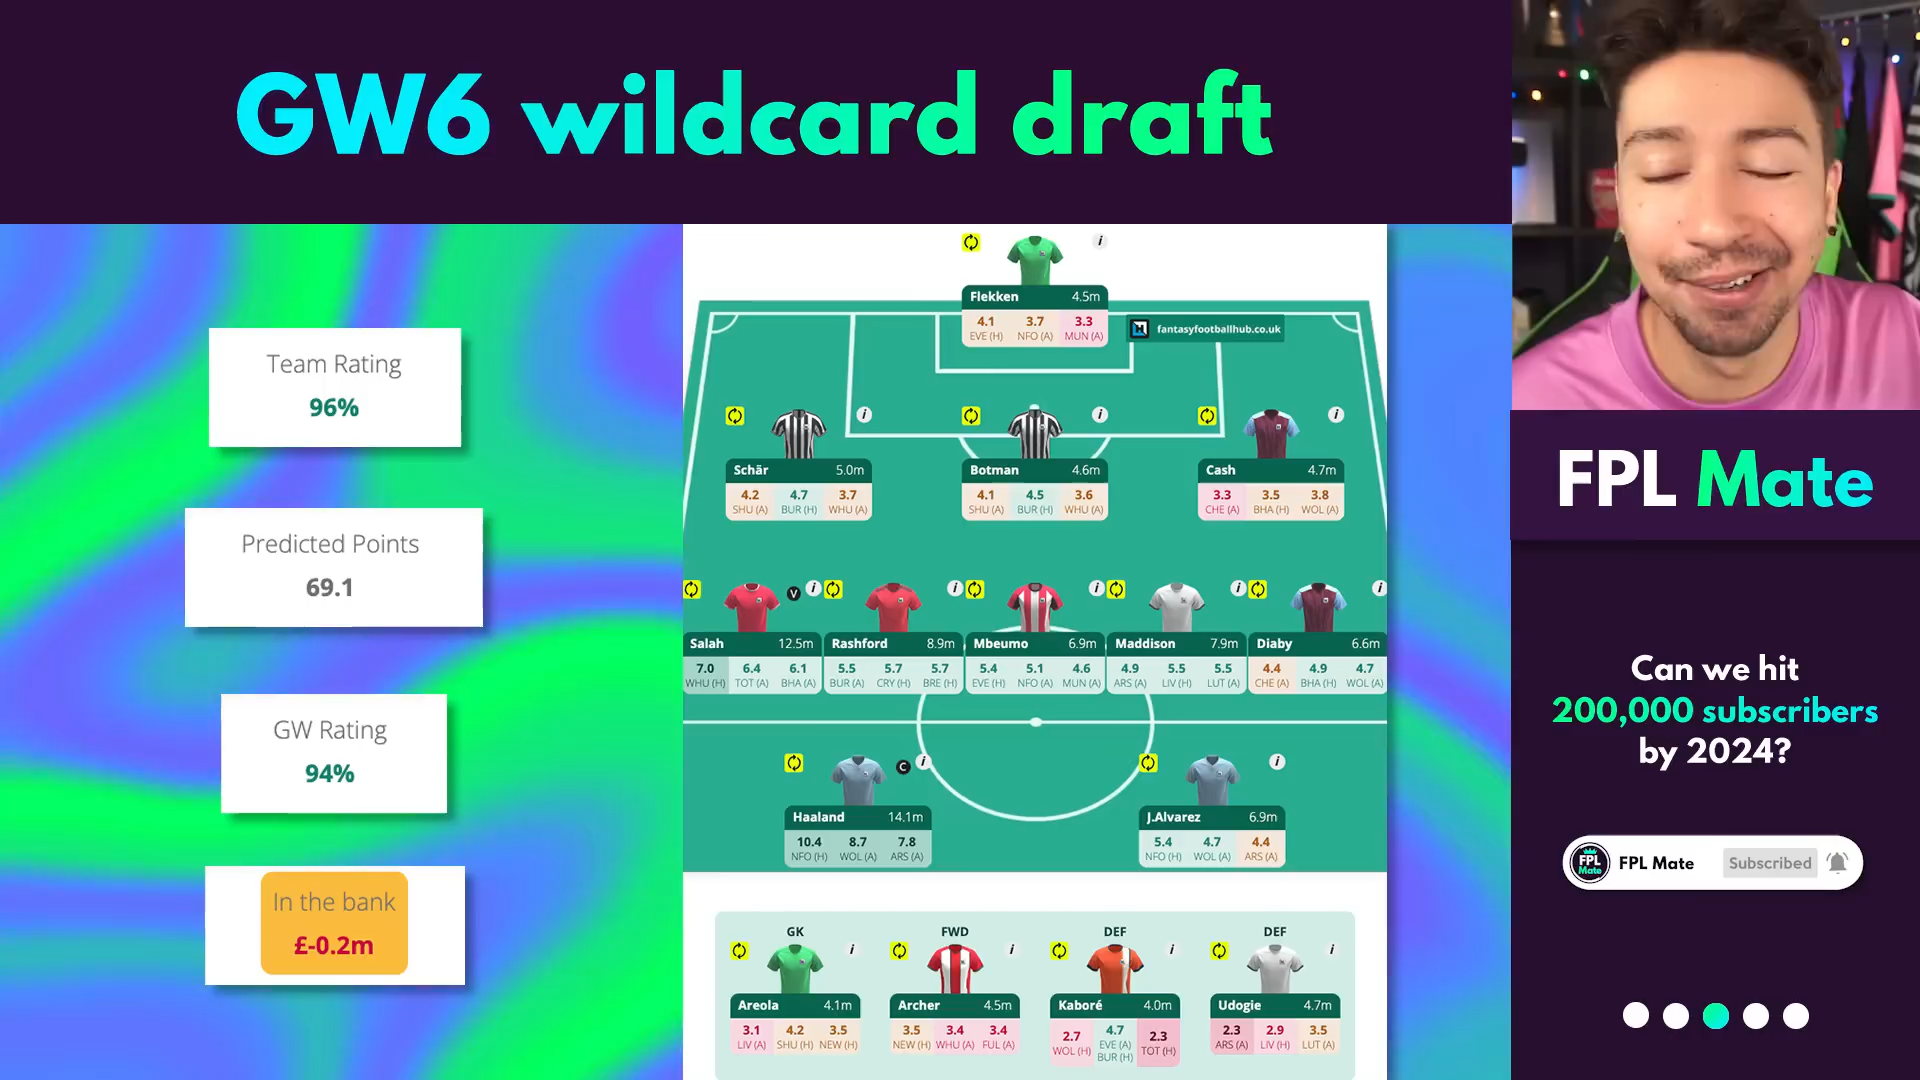 GW6 wildcard draft
Team Rating
96%
Predicted Points
69.1
GW Rating
94%
In the bank
£-0.2m
i
Flekken 4.5m
4.1 3.7 3.3
EVE (H) NFO (A) MUN (A)
fantasyfootballhub.co.uk
i i i
Schär 5.0m
4.2 4.7 3.7
SHU (A) BUR (H) WHU (A)
Botman 4.6m
4.1 4.5 3.6
SHU (A) BUR (H) WHU (A)
Cash 4.7m
3.3 3.5 3.8
CHE (A) BHA (H) WOL (A)
V i i i i i
Salah 12.5m
7.0 6.4 6.1
WHU (H) TOT (A) BHA (A)
Rashford 8.9m
5.5 5.7 5.7
BUR (A) CRY (H) BRE (H)
Mbeumo 6.9m
5.4 5.1 4.6
EVE (H) NFO (A) MUN (A)
Maddison 7.9m
4.9 5.5 5.5
ARS (A) LIV (H) LUT (A)
Diaby 6.6m
4.4 4.9 4.7
CHE (A) BHA (H) WOL (A)
C i i
Haaland 14.1m
10.4 8.7 7.8
NFO (H) WOL (A) ARS (A)
J.Alvarez 6.9m
5.4 4.7 4.4
NFO (H) WOL (A) ARS (A)
GK FWD DEF DEF
i i i i
Areola 4.1m
3.1 4.2 3.5
LIV (A) SHU (H) NEW (H)
Archer 4.5m
3.5 3.4 3.4
NEW (H) WHU (A) FUL (A)
Kaboré 4.0m
2.7 4.7 2.3
WOL (H) EVE (A) TOT (H)
BUR (H)
Udogie 4.7m
2.3 2.9 3.5
ARS (A) LIV (H) LUT (A)
FPL Mate
Can we hit
200,000 subscribers
by 2024?
FPL
Mate
FPL Mate Subscribed